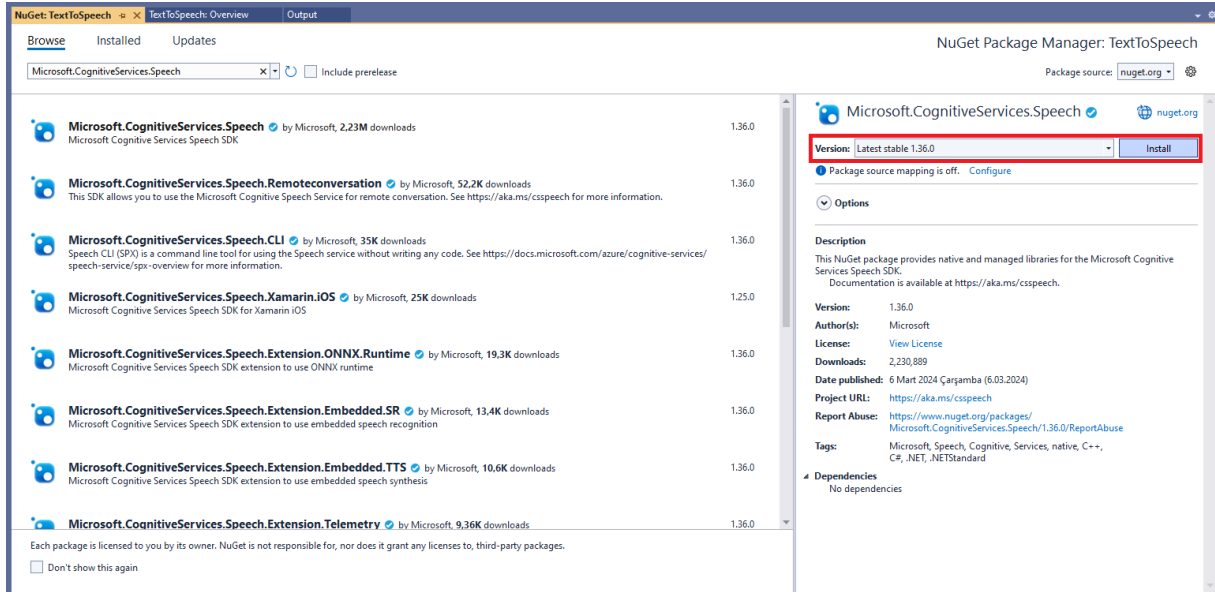 NuGet: TextToSpeech
TextToSpeech: Overview
Output
Browse
Installed
Updates
NuGet Package Manager: TextToSpeech
Microsoft.CognitiveServices.Speech
Include prerelease
Package source: nuget.org
Microsoft.CognitiveServices.Speech by Microsoft, 2,23M downloads 1.36.0
Microsoft Cognitive Services Speech SDK
Microsoft.CognitiveServices.Speech.Remoteconversation by Microsoft, 52,2K downloads 1.36.0
This SDK allows you to use the Microsoft Cognitive Speech Service for remote conversation. See https://aka.ms/csspeech for more information.
Microsoft.CognitiveServices.Speech.CLI by Microsoft, 35K downloads 1.36.0
Speech CLI (SPX) is a command line tool for using the Speech service without writing any code. See https://docs.microsoft.com/azure/cognitive-services/
speech-service/spx-overview for more information.
Microsoft.CognitiveServices.Speech.Xamarin.iOS by Microsoft, 25K downloads 1.25.0
Microsoft Cognitive Services Speech SDK for Xamarin iOS
Microsoft.CognitiveServices.Speech.Extension.ONNX.Runtime by Microsoft, 19,3K downloads 1.36.0
Microsoft Cognitive Services Speech SDK extension to use ONNX runtime
Microsoft.CognitiveServices.Speech.Extension.Embedded.SR by Microsoft, 13,4K downloads 1.36.0
Microsoft Cognitive Services Speech SDK extension to use embedded speech recognition
Microsoft.CognitiveServices.Speech.Extension.Embedded.TTS by Microsoft, 10,6K downloads 1.36.0
Microsoft Cognitive Services Speech SDK extension to use embedded speech synthesis
Microsoft.CognitiveServices.Speech.Extension.Telemetry by Microsoft, 9,36K downloads 1.36.0
Each package is licensed to you by its owner. NuGet is not responsible for, nor does it grant any licenses to, third-party packages.
Don't show this again
Microsoft.CognitiveServices.Speech nuget.org
Version: Latest stable 1.36.0 Install
Package source mapping is off. Configure
Options
Description
This NuGet package provides native and managed libraries for the Microsoft Cognitive
Services Speech SDK.
Documentation is available at https://aka.ms/csspeech.
Version: 1.36.0
Author(s): Microsoft
License: View License
Downloads: 2,230,889
Date published: 6 Mart 2024 Çarşamba (6.03.2024)
Project URL: https://aka.ms/csspeech
Report Abuse: https://www.nuget.org/packages/
Microsoft.CognitiveServices.Speech/1.36.0/ReportAbuse
Tags: Microsoft, Speech, Cognitive, Services, native, C++,
C#, .NET, .NETStandard
Dependencies
No dependencies